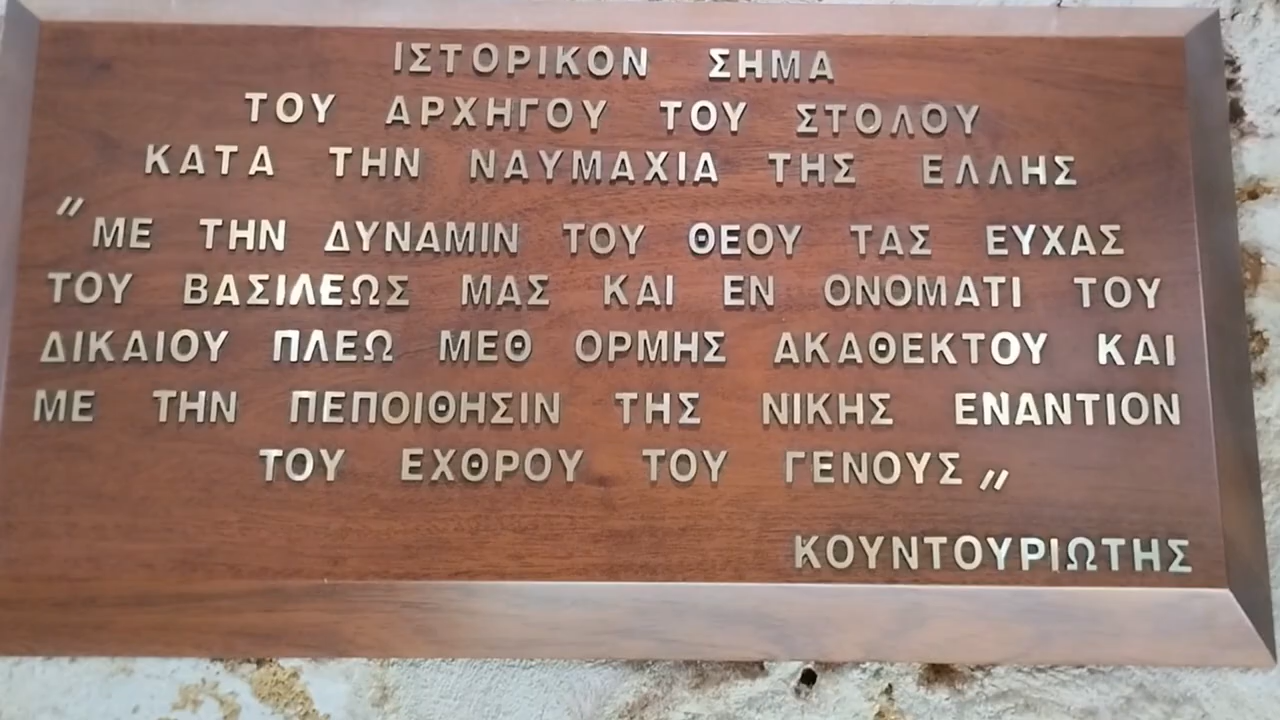 ΙΣΤΟΡΙΚΟΝ ΣΗΜΑ
ΤΟΥ ΑΡΧΗΓΟΥ ΤΟΥ ΣΤΟΛΟΥ
ΚΑΤΑ ΤΗΝ ΝΑΥΜΑΧΙΑ ΤΗΣ ΕΛΛΗΣ
"ΜΕ ΤΗΝ ΔΥΝΑΜΙΝ ΤΟΥ ΘΕΟΥ ΤΑΣ ΕΥΧΑΣ
ΤΟΥ ΒΑΣΙΛΕΩΣ ΜΑΣ ΚΑΙ ΕΝ ΟΝΟΜΑΤΙ ΤΟΥ
ΔΙΚΑΙΟΥ ΠΛΕΩ ΜΕΘ ΟΡΜΗΣ ΑΚΑΘΕΚΤΟΥ ΚΑΙ
ΜΕ ΤΗΝ ΠΕΠΟΙΘΗΣΙΝ ΤΗΣ ΝΙΚΗΣ ΕΝΑΝΤΙΟΝ
ΤΟΥ ΕΧΘΡΟΥ ΤΟΥ ΓΕΝΟΥΣ„
ΚΟΥΝΤΟΥΡΙΩΤΗΣ